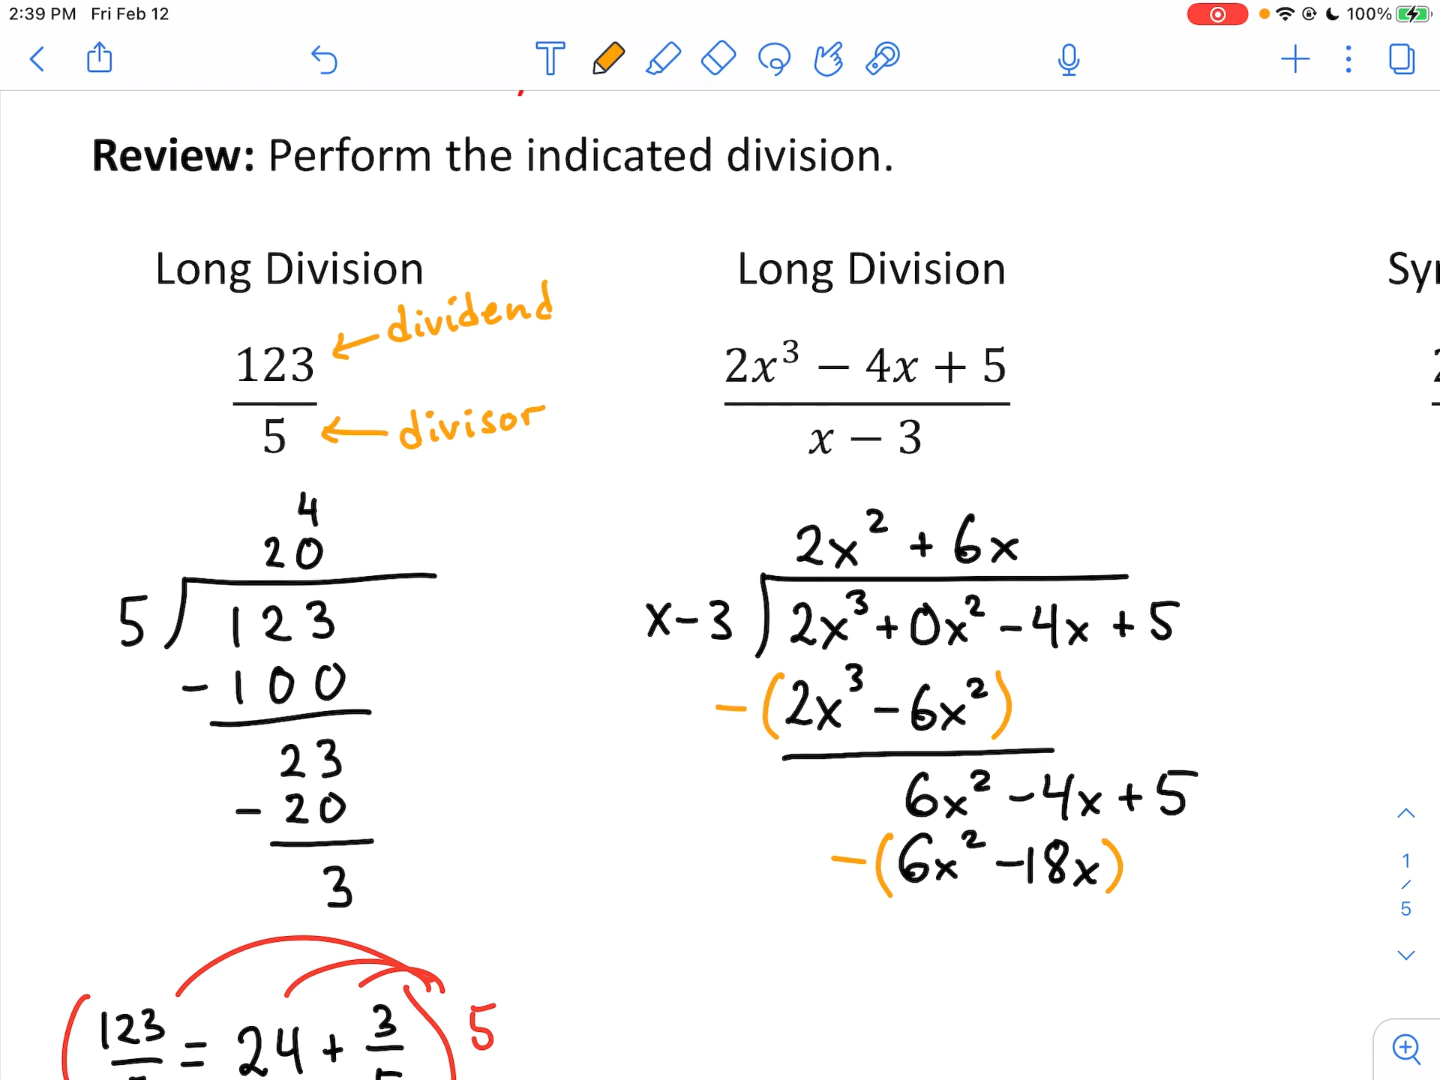 2:39 PM Fri Feb 12
100%
Review: Perform the indicated division.
Long Division
123 ← dividend
5 ← divisor
4
20
5 123
- 100
23
- 20
3
123 = 24 + 3
5
Long Division
2x³ − 4x + 5
x − 3
2x² + 6x
x-3 2x³ + 0x² - 4x + 5
-(2x³ - 6x²)
6x² - 4x + 5
-(6x² - 18x)
1
/
5